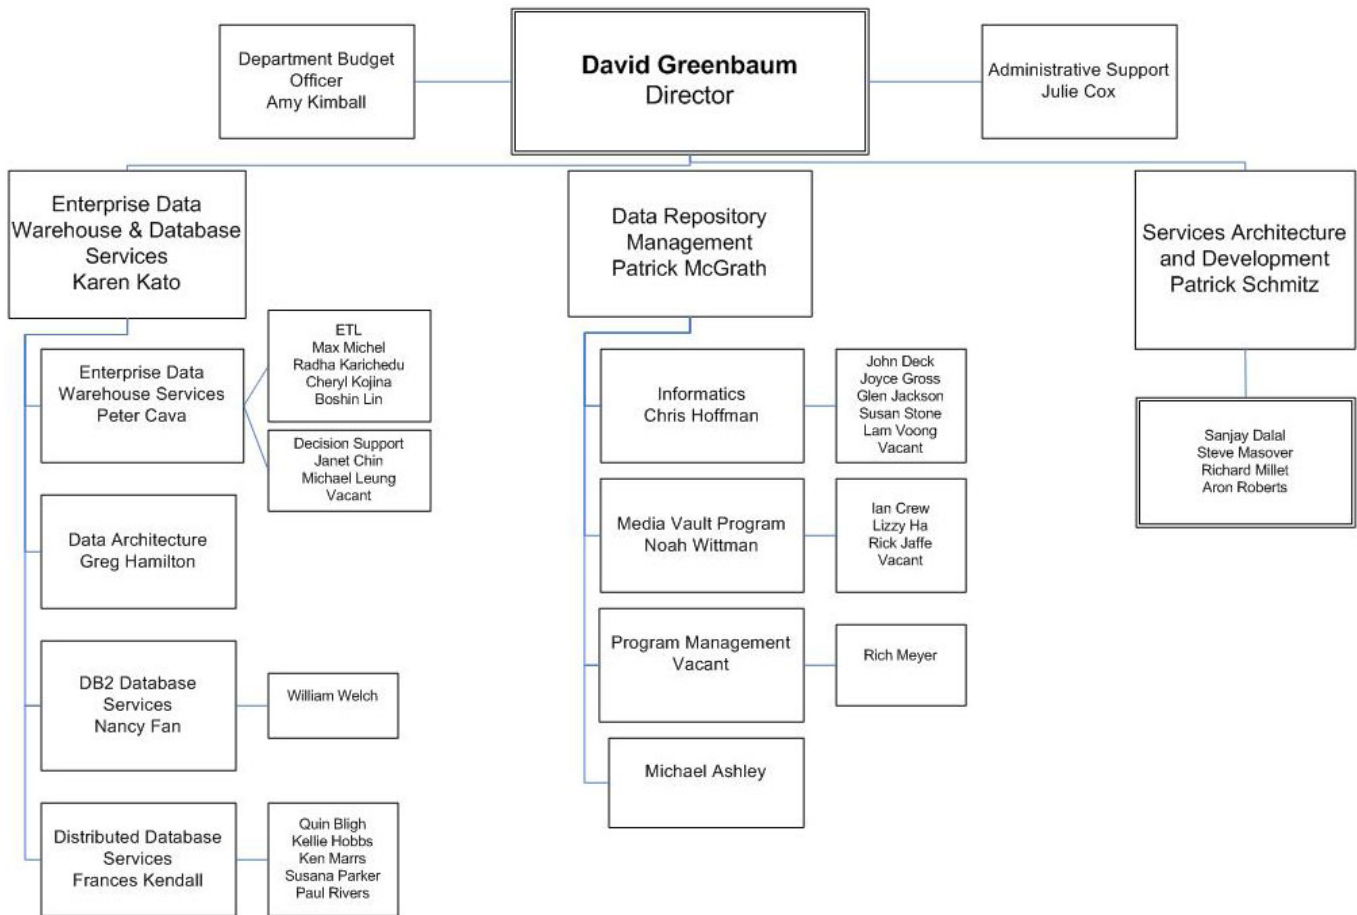 Department Budget
Officer
Amy Kimball
David Greenbaum
Director
Administrative Support
Julie Cox
Enterprise Data
Warehouse & Database
Services
Karen Kato
Data Repository
Management
Patrick McGrath
Services Architecture
and Development
Patrick Schmitz
Enterprise Data
Warehouse Services
Peter Cava
ETL
Max Michel
Radha Karichedu
Cheryl Kojina
Boshin Lin
Decision Support
Janet Chin
Michael Leung
Vacant
Data Architecture
Greg Hamilton
DB2 Database
Services
Nancy Fan
William Welch
Distributed Database
Services
Frances Kendall
Quin Bligh
Kellie Hobbs
Ken Marrs
Susana Parker
Paul Rivers
Informatics
Chris Hoffman
John Deck
Joyce Gross
Glen Jackson
Susan Stone
Lam Voong
Vacant
Media Vault Program
Noah Wittman
Ian Crew
Lizzy Ha
Rick Jaffe
Vacant
Program Management
Vacant
Rich Meyer
Michael Ashley
Sanjay Dalal
Steve Masover
Richard Millet
Aron Roberts